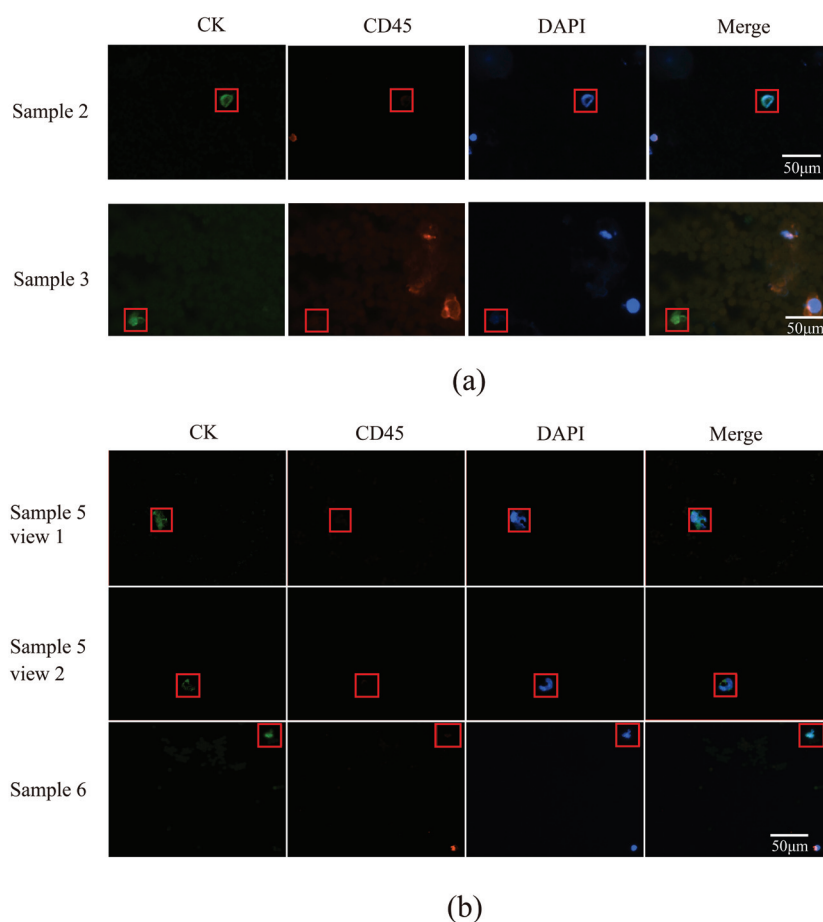 CK CD45 DAPI Merge
Sample 2
50μm
Sample 3
50μm
(a)
CK CD45 DAPI Merge
Sample 5
view 1
Sample 5
view 2
Sample 6
50μm
(b)